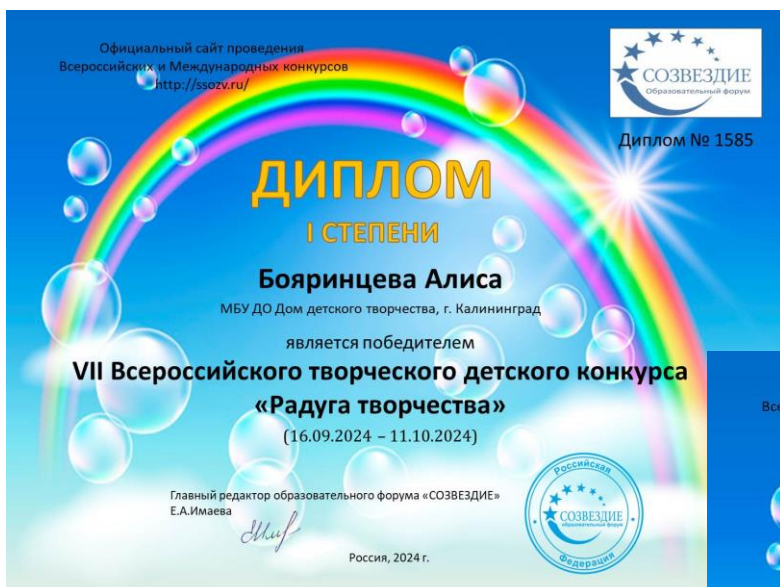 Официальный сайт проведения
Всероссийских и Международных конкурсов
http://ssozv.ru/
СОЗВЕЗДИЕ
Образовательный форум
Диплом № 1585
ДИПЛОМ
I СТЕПЕНИ
Бояринцева Алиса
МБУ ДО Дом детского творчества, г. Калининград
является победителем
VII Всероссийского творческого детского конкурса
«Радуга творчества»
(16.09.2024 – 11.10.2024)
Главный редактор образовательного форума «СОЗВЕЗДИЕ»
Е.А.Имаева
Российская
СОЗВЕЗДИЕ
образовательный форум
Федерация
Россия, 2024 г.